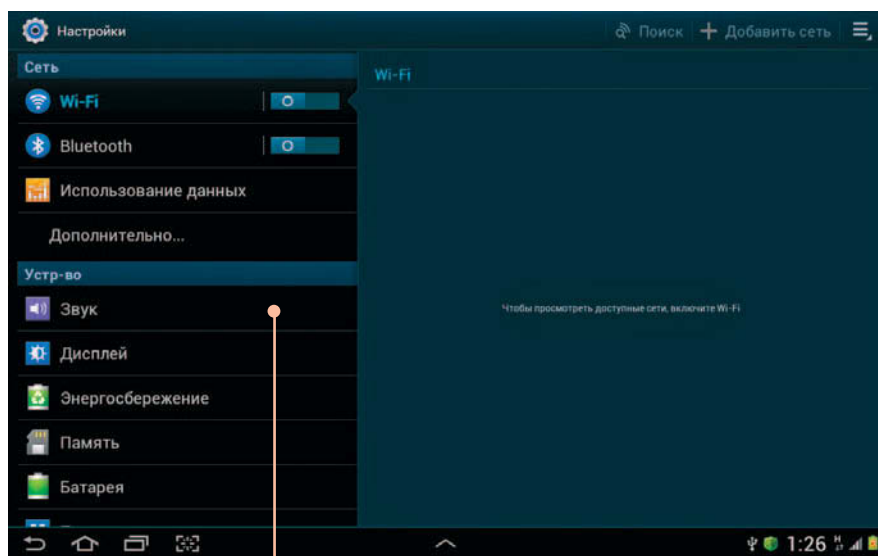 Настройки
Поиск
Добавить сеть
Сеть
Wi-Fi
Wi-Fi
Bluetooth
Использование данных
Дополнительно...
Устр-во
Звук
Чтобы просмотреть доступные сети, включите Wi-Fi
Дисплей
Энергосбережение
Память
Батарея
1:26